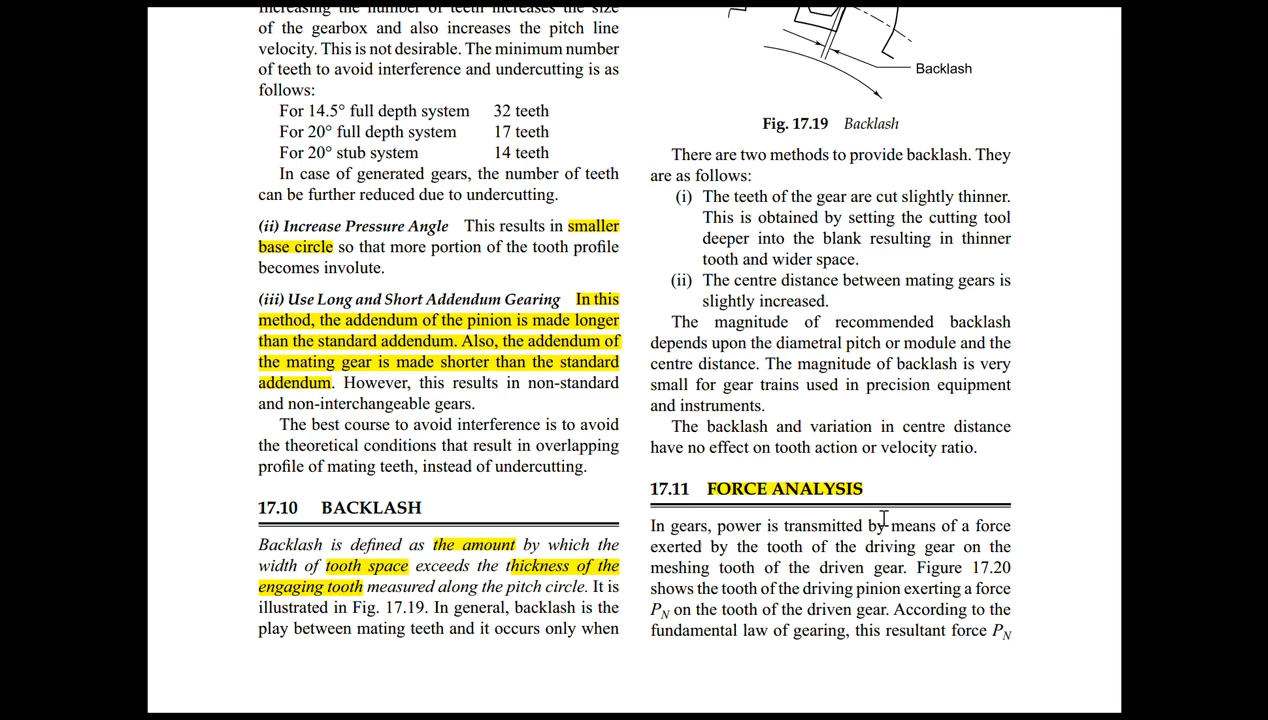 increasing the number of teeth increases the size
of the gearbox and also increases the pitch line
velocity. This is not desirable. The minimum number
of teeth to avoid interference and undercutting is as
follows:
For 14.5° full depth system 32 teeth
For 20° full depth system 17 teeth
For 20° stub system 14 teeth
In case of generated gears, the number of teeth
can be further reduced due to undercutting.
(ii) Increase Pressure Angle This results in smaller
base circle so that more portion of the tooth profile
becomes involute.
(iii) Use Long and Short Addendum Gearing In this
method, the addendum of the pinion is made longer
than the standard addendum. Also, the addendum of
the mating gear is made shorter than the standard
addendum. However, this results in non-standard
and non-interchangeable gears.
The best course to avoid interference is to avoid
the theoretical conditions that result in overlapping
profile of mating teeth, instead of undercutting.
17.10 BACKLASH
Backlash is defined as the amount by which the
width of tooth space exceeds the thickness of the
engaging tooth measured along the pitch circle. It is
illustrated in Fig. 17.19. In general, backlash is the
play between mating teeth and it occurs only when
Backlash
Fig. 17.19 Backlash
There are two methods to provide backlash. They
are as follows:
(i) The teeth of the gear are cut slightly thinner.
This is obtained by setting the cutting tool
deeper into the blank resulting in thinner
tooth and wider space.
(ii) The centre distance between mating gears is
slightly increased.
The magnitude of recommended backlash
depends upon the diametral pitch or module and the
centre distance. The magnitude of backlash is very
small for gear trains used in precision equipment
and instruments.
The backlash and variation in centre distance
have no effect on tooth action or velocity ratio.
17.11 FORCE ANALYSIS
In gears, power is transmitted by means of a force
exerted by the tooth of the driving gear on the
meshing tooth of the driven gear. Figure 17.20
shows the tooth of the driving pinion exerting a force
P_N on the tooth of the driven gear. According to the
fundamental law of gearing, this resultant force P_N